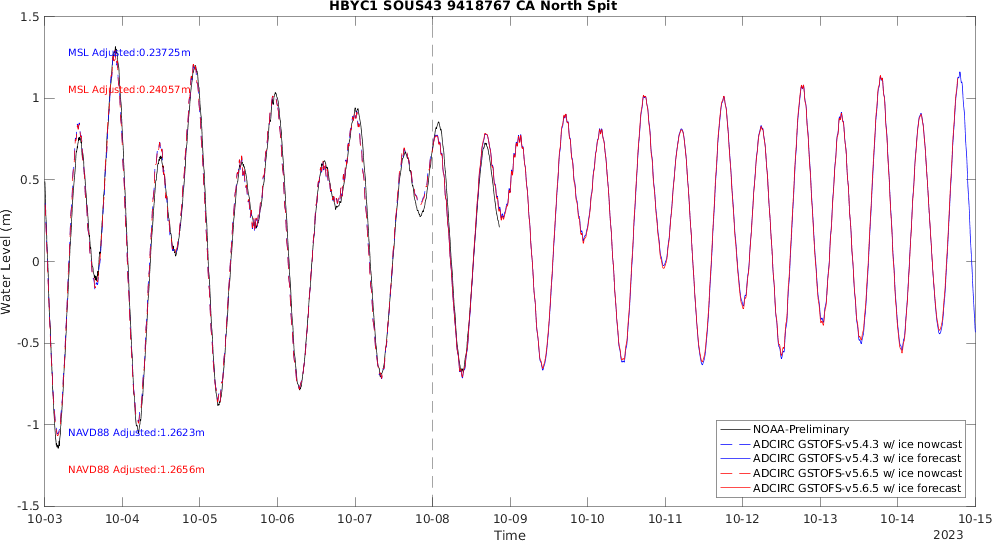 HBYC1 SOUS43 9418767 CA North Spit
1.5
1
0.5
0
-0.5
-1
-1.5
Water Level (m)
MSL Adjusted:0.23725m
MSL Adjusted:0.24057m
NAVD88 Adjusted:1.2623m
NAVD88 Adjusted:1.2656m
NOAA-Preliminary
ADCIRC GSTOFS-v5.4.3 w/ ice nowcast
ADCIRC GSTOFS-v5.4.3 w/ ice forecast
ADCIRC GSTOFS-v5.6.5 w/ ice nowcast
ADCIRC GSTOFS-v5.6.5 w/ ice forecast
10-03 10-04 10-05 10-06 10-07 10-08 10-09 10-10 10-11 10-12 10-13 10-14 10-15
Time
2023